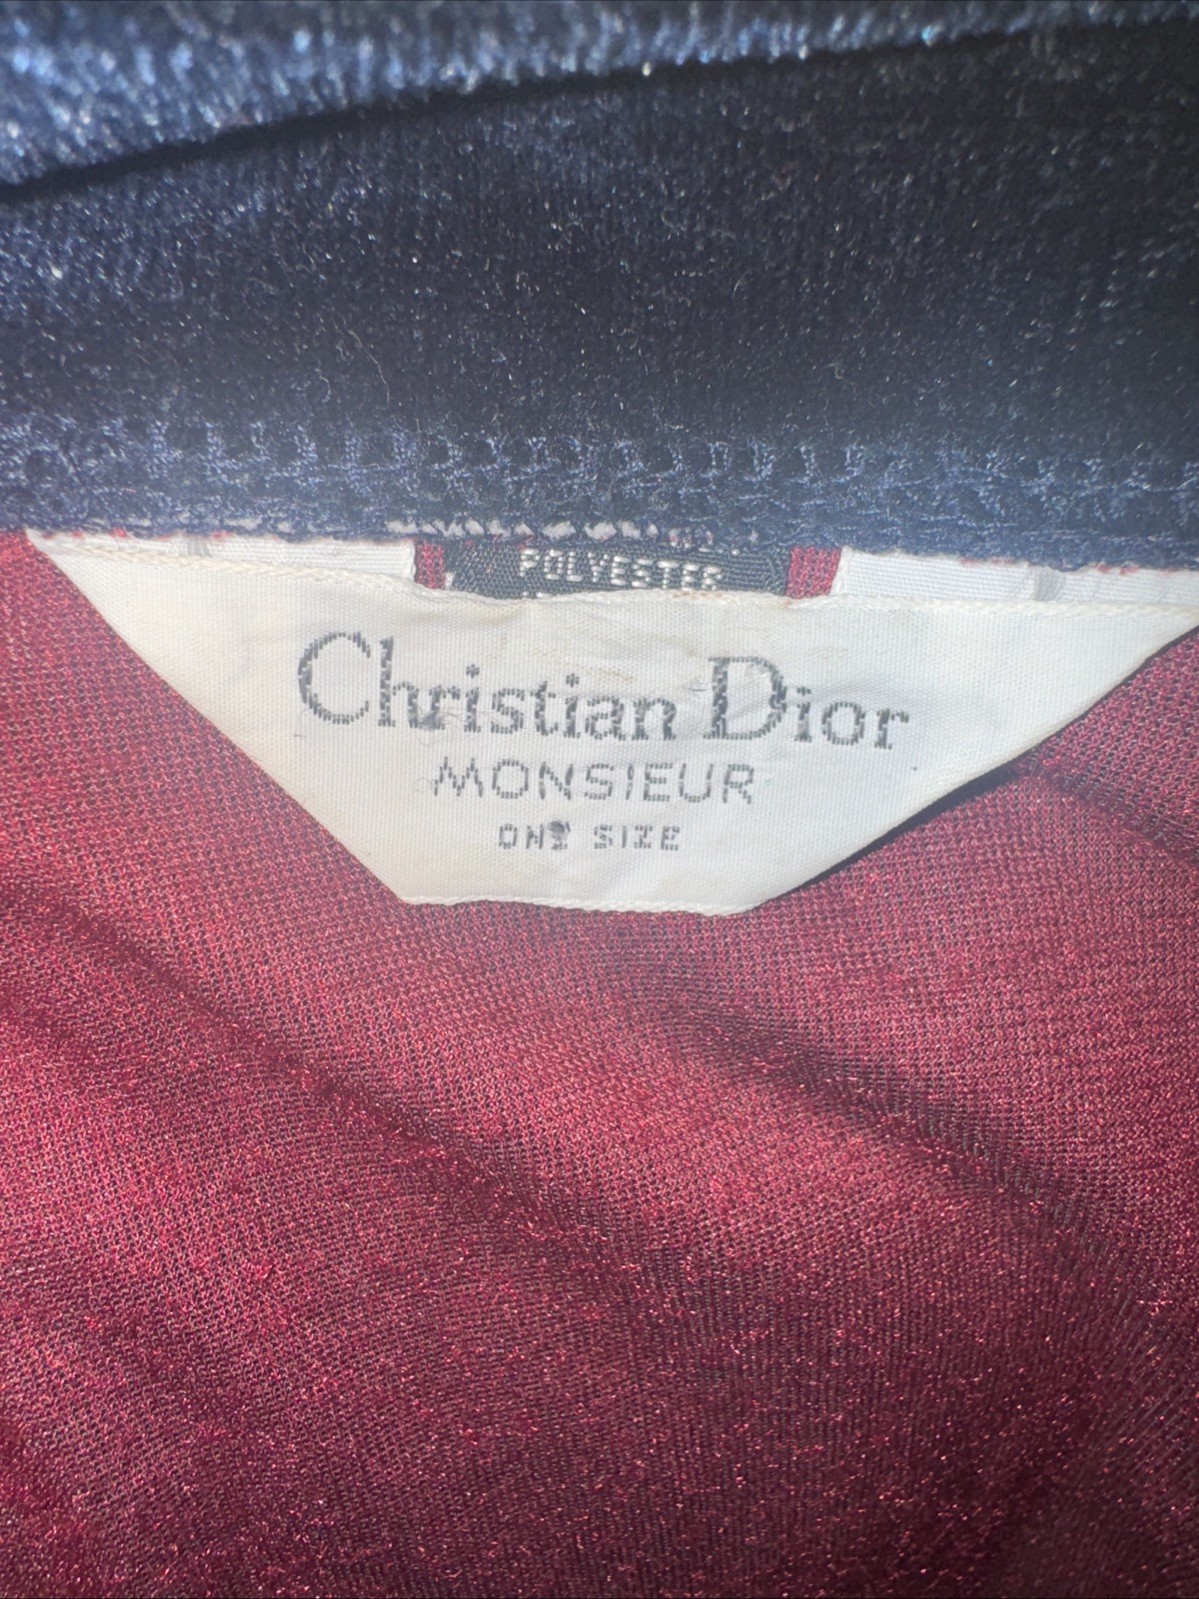 POLYESTER
Christian Dior
MONSIEUR
ONE SIZE